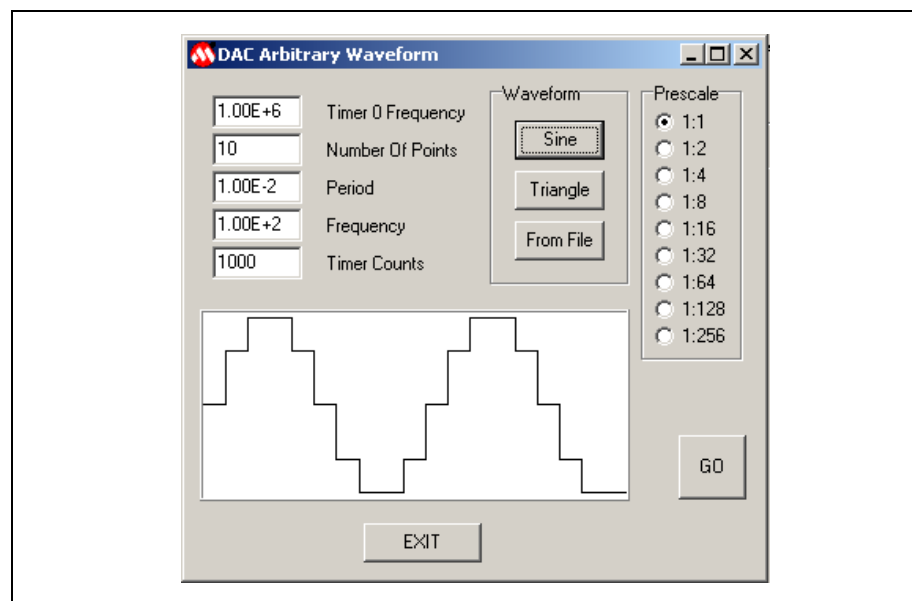 DAC Arbitrary Waveform
1.00E+6 Timer 0 Frequency
10 Number Of Points
1.00E-2 Period
1.00E+2 Frequency
1000 Timer Counts
Waveform
Sine
Triangle
From File
Prescale
1:1
1:2
1:4
1:8
1:16
1:32
1:64
1:128
1:256
GO
EXIT